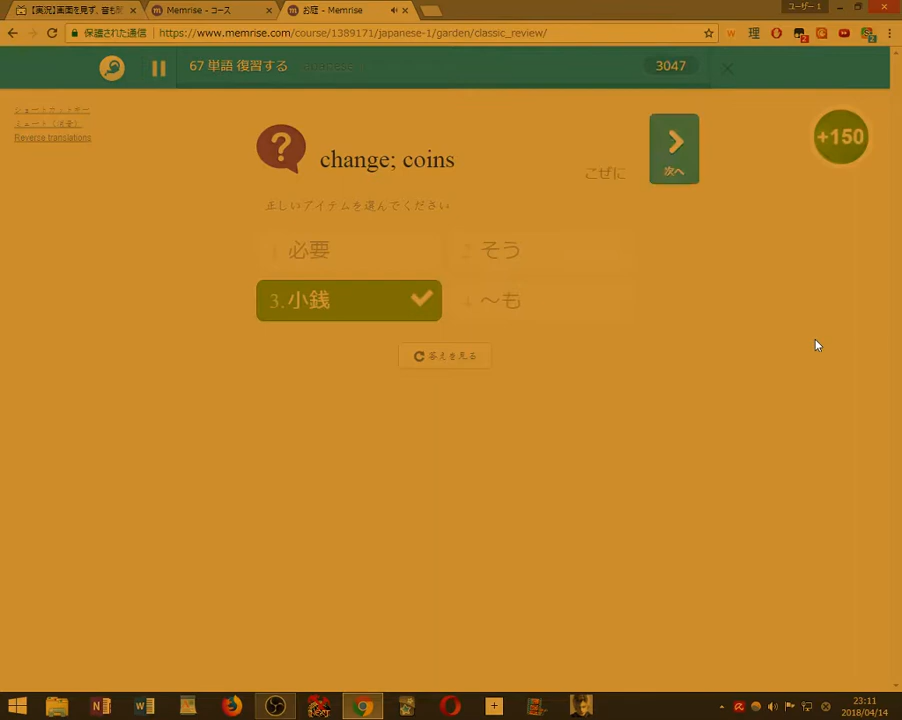 【実況】画面を見ず、音も
Memrise - コース
お庭 - Memrise
ユーザー 1
保護された通信
https://www.memrise.com/course/1389171/japanese-1/garden/classic_review/
67 単語 復習する
3047
Reverse translations
change; coins
こぜに
次へ
+150
正しいアイテムを選んでください
1. 必要
2. そう
3. 小銭
4. 〜も
答えを見る
23:11
2018/04/14